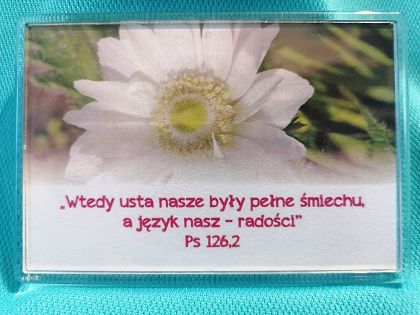 „Wtedy usta nasze były pełne śmiechu,
a język nasz - radości”
Ps 126,2